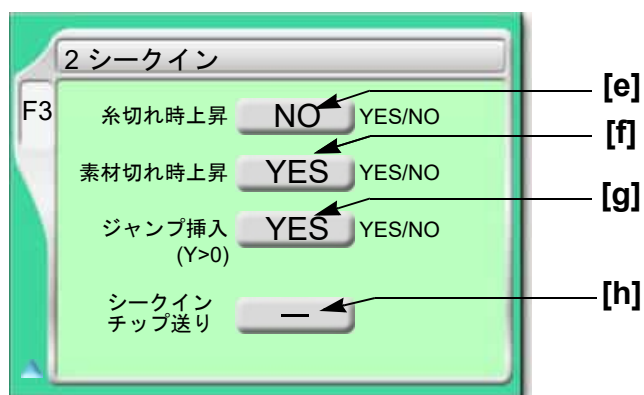 2 シークイン
F3
糸切れ時上昇 NO YES/NO [e]
素材切れ時上昇 YES YES/NO [f]
ジャンプ挿入 YES YES/NO [g]
(Y>0)
シークイン
チップ送り — [h]